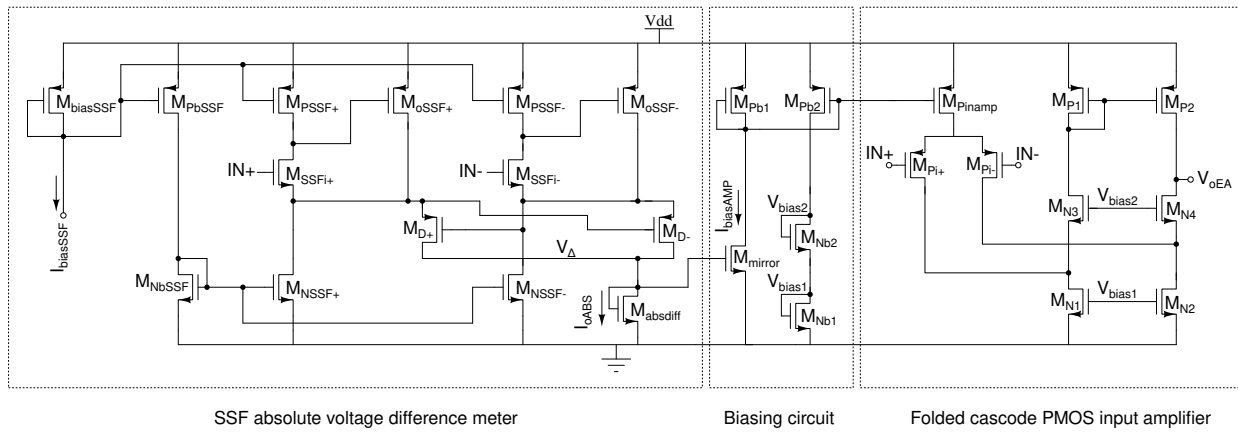 Vdd
M_biasSSF
M_PbSSF
M_PSSF+
M_oSSF+
M_PSSF-
M_oSSF-
M_Pb1
M_Pb2
M_Pinamp
M_P1
M_P2
IN+
M_SSFi+
IN-
M_SSFi-
IN+
M_Pi+
M_Pi-
IN-
V_oEA
I_biasSSF
M_D+
M_D-
V_Δ
I_biasAMP
V_bias2
M_Nb2
M_N3
V_bias2
M_N4
M_NbSSF
M_NSSF+
M_NSSF-
I_oABS
M_absdiff
M_mirror
V_bias1
M_Nb1
M_N1
V_bias1
M_N2
SSF absolute voltage difference meter
Biasing circuit
Folded cascode PMOS input amplifier